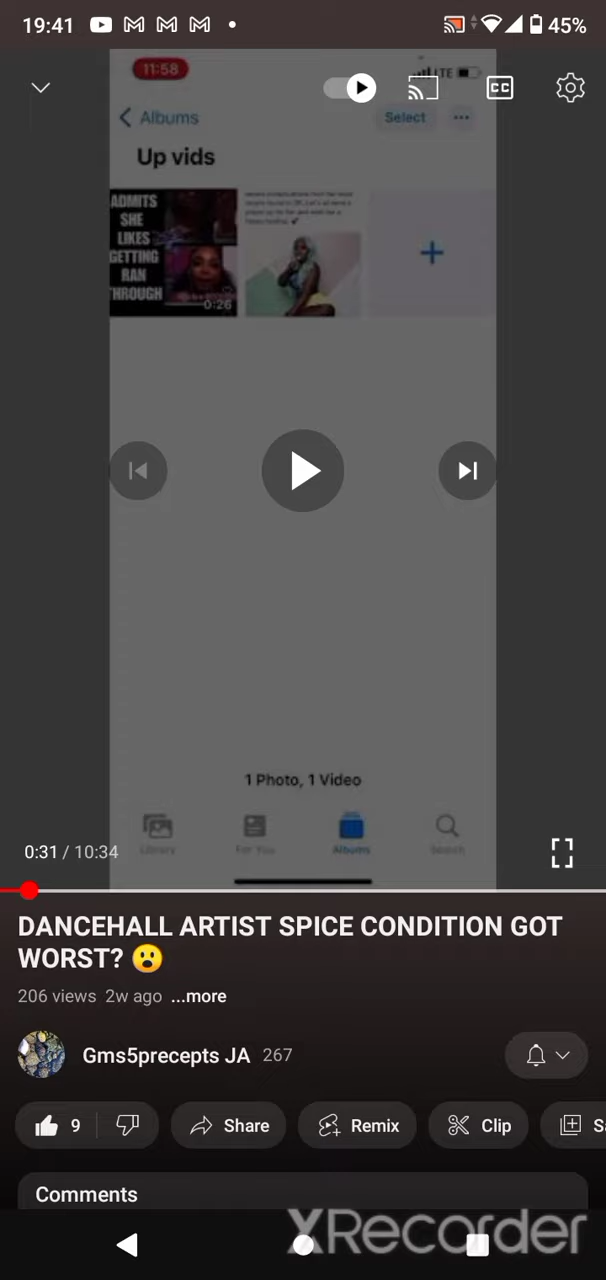 19:41
45%
11:58
LTE
Albums
Select
Up vids
ADMITS
SHE
LIKES
GETTING
RAN
THROUGH
0:26
1 Photo, 1 Video
Library
For You
Albums
Search
0:31 / 10:34
DANCEHALL ARTIST SPICE CONDITION GOT
WORST? 😮
206 views 2w ago ...more
Gms5precepts JA 267
9
Share
Remix
Clip
Comments
XRecorder